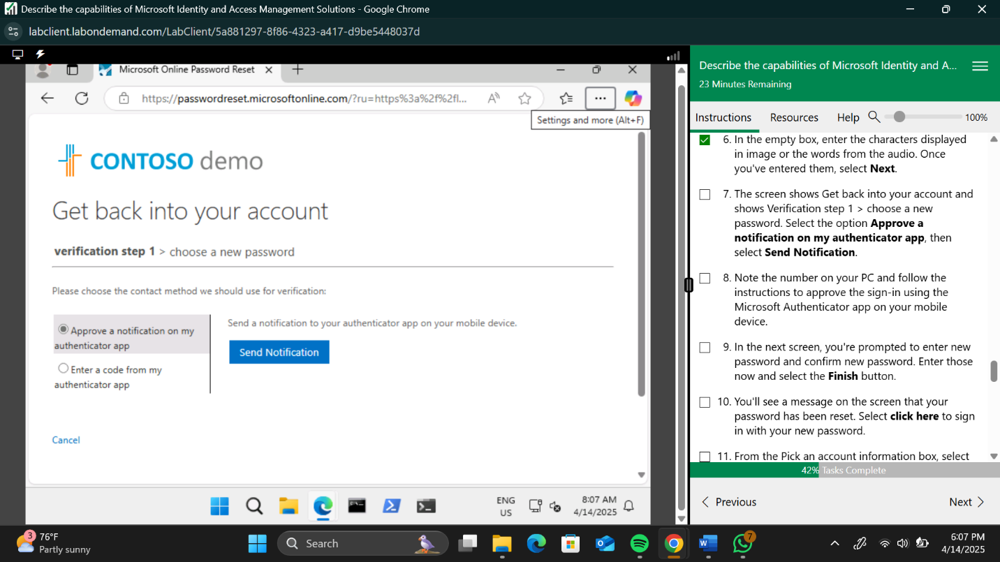 Describe the capabilities of Microsoft Identity and Access Management Solutions - Google Chrome
labclient.labondemand.com/LabClient/5a881297-8f86-4323-a417-d9be5448037d
Microsoft Online Password Reset
https://passwordreset.microsoftonline.com/?ru=https%3a%2f%2fl...
Settings and more (Alt+F)
CONTOSO demo
Get back into your account
verification step 1 > choose a new password
Please choose the contact method we should use for verification:
Approve a notification on my
authenticator app
Enter a code from my
authenticator app
Send a notification to your authenticator app on your mobile device.
Send Notification
Cancel
ENG
US
8:07 AM
4/14/2025
Describe the capabilities of Microsoft Identity and A...
23 Minutes Remaining
Instructions
Resources
Help
100%
6. In the empty box, enter the characters displayed
in image or the words from the audio. Once
you've entered them, select Next.
7. The screen shows Get back into your account and
shows Verification step 1 > choose a new
password. Select the option Approve a
notification on my authenticator app, then
select Send Notification.
8. Note the number on your PC and follow the
instructions to approve the sign-in using the
Microsoft Authenticator app on your mobile
device.
9. In the next screen, you're prompted to enter new
password and confirm new password. Enter those
now and select the Finish button.
10. You'll see a message on the screen that your
password has been reset. Select click here to sign
in with your new password.
11. From the Pick an account information box, select
42% Tasks Complete
Previous
Next
3
76°F
Partly sunny
Search
7
6:07 PM
4/14/2025